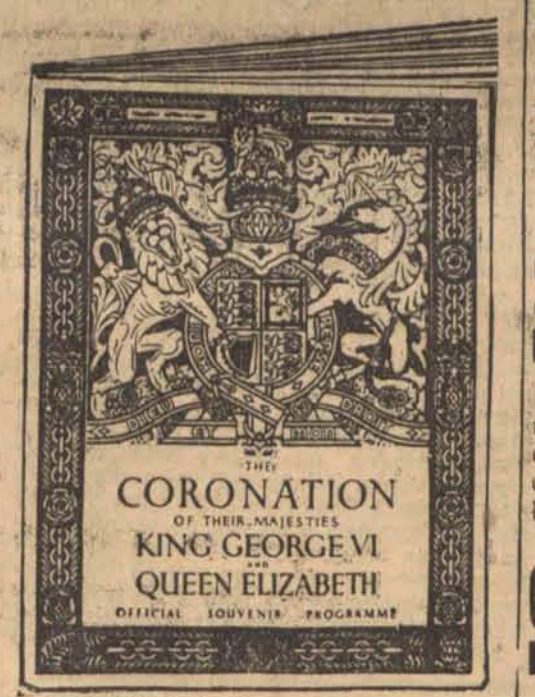 DIEU ET MON DROIT
THE
CORONATION
OF THEIR MAJESTIES
KING GEORGE VI
AND
QUEEN ELIZABETH
OFFICIAL SOUVENIR PROGRAMME